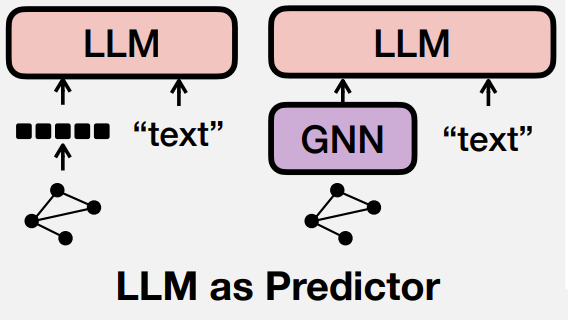 LLM
LLM
“text”
GNN
“text”
LLM as Predictor